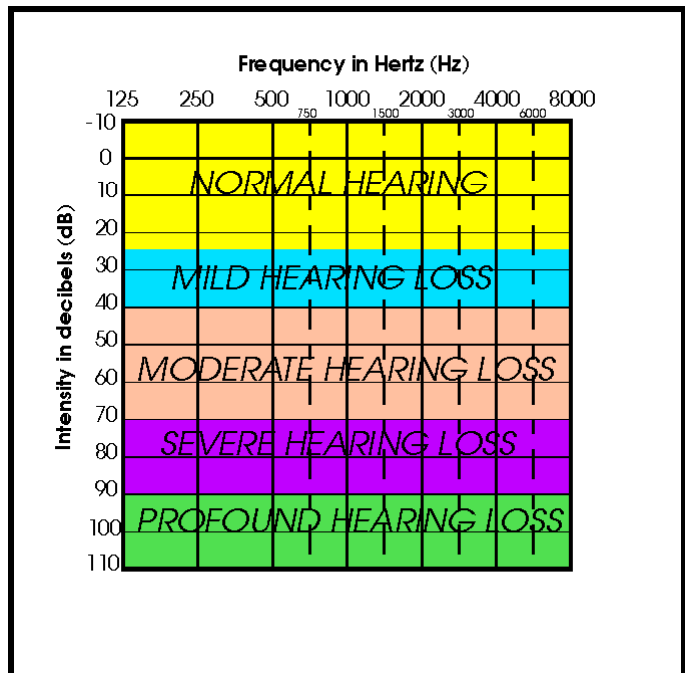 Frequency in Hertz (Hz)
125 250 500 1000 2000 4000 8000
750 1500 3000 6000
-10
0
NORMAL HEARING
10
20
30
MILD HEARING LOSS
40
50
MODERATE HEARING LOSS
60
70
SEVERE HEARING LOSS
80
90
PROFOUND HEARING LOSS
100
110
Intensity in decibels (dB)